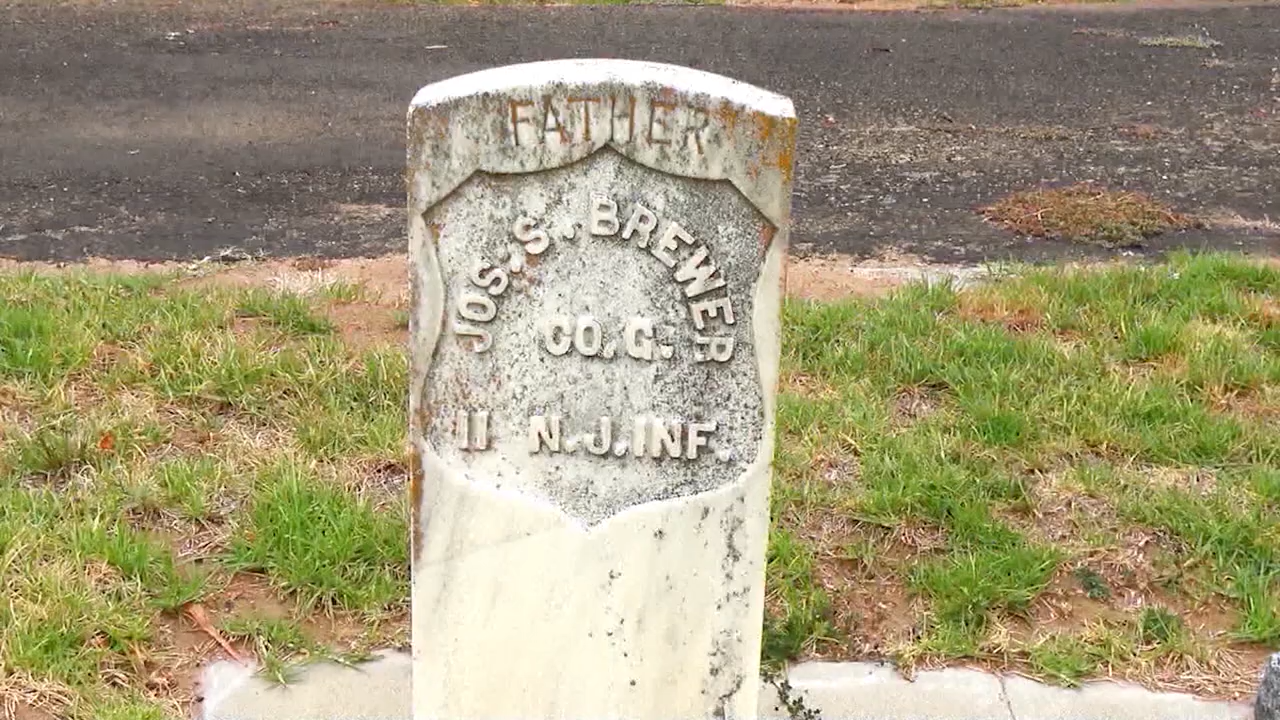 FATHER
JOS. S. BREWER
CO. G.
11 N.J. INF.